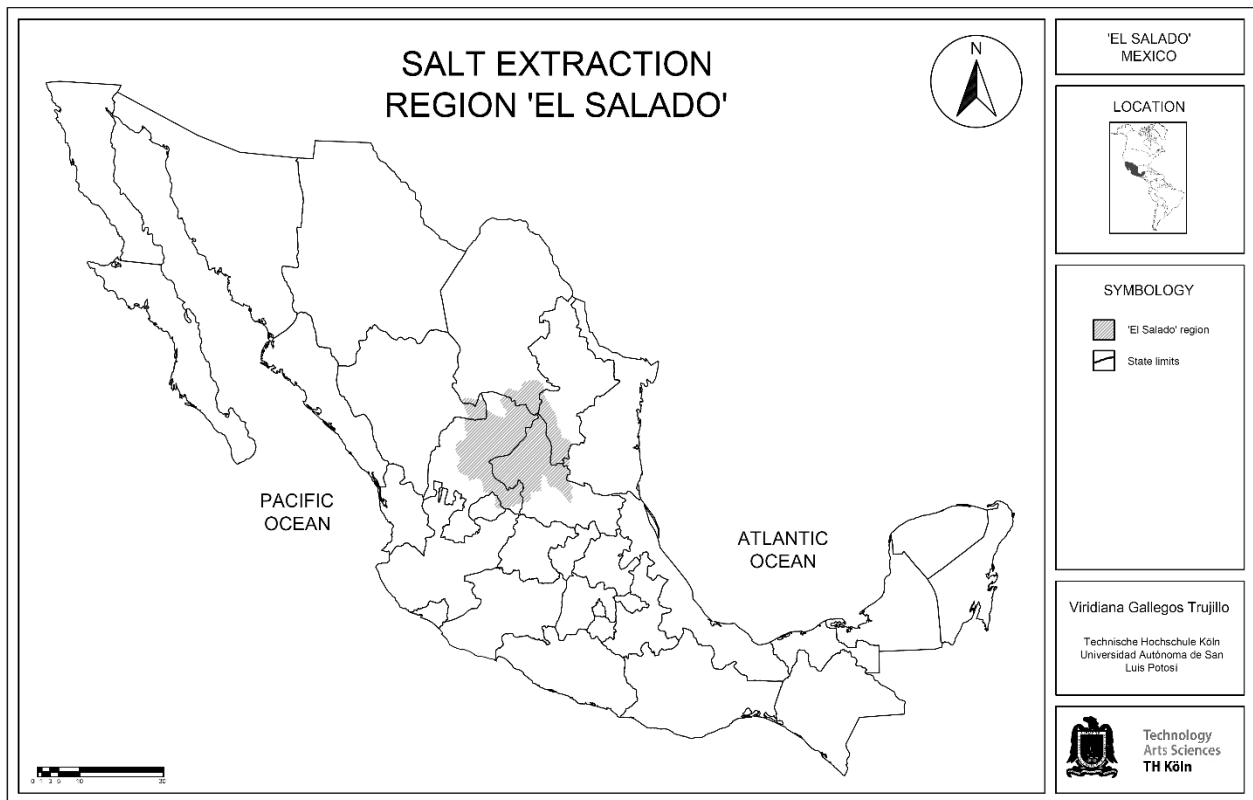 SALT EXTRACTION
REGION 'EL SALADO'
N
PACIFIC
OCEAN
ATLANTIC
OCEAN
'EL SALADO'
MEXICO
LOCATION
SYMBOLOGY
'El Salado' region
State limits
Viridiana Gallegos Trujillo
Technische Hochschule Köln
Universidad Autónoma de San
Luis Potosí
Technology
Arts Sciences
TH Köln